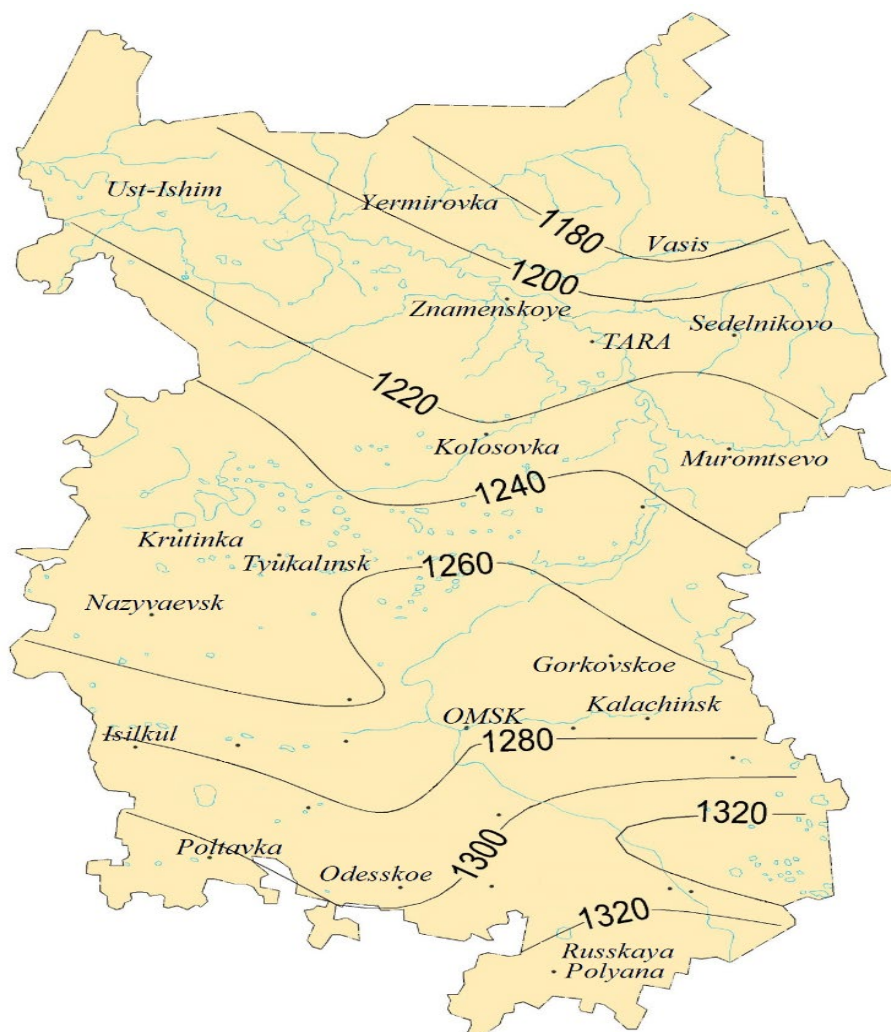 Ust-Ishim
Yermirovka
1180
Vasis
1200
Znamenskoye
Sedelnikovo
TARA
1220
Kolosovka
Muromtsevo
1240
Krutinka
Tyukalinsk
1260
Nazyvaevsk
Gorkovskoe
Kalachinsk
OMSK
Isilkul
1280
1320
Poltavka
1300
Odesskoe
1320
Russkaya
Polyana